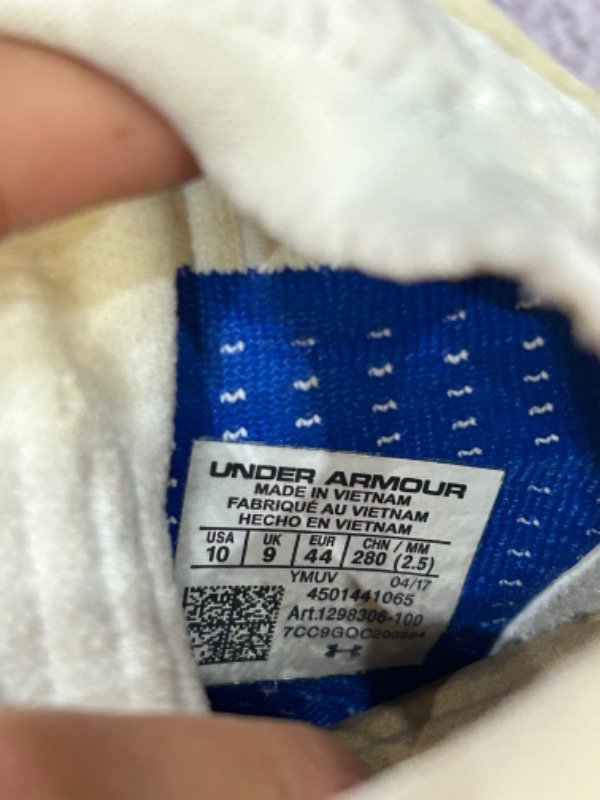 UNDER ARMOUR
MADE IN VIETNAM
FABRIQUÉ AU VIETNAM
HECHO EN VIETNAM
USA UK EUR CHN / MM
10 9 44 280 (2.5)
YMUV 04/17
4501441065
Art.1298306-100